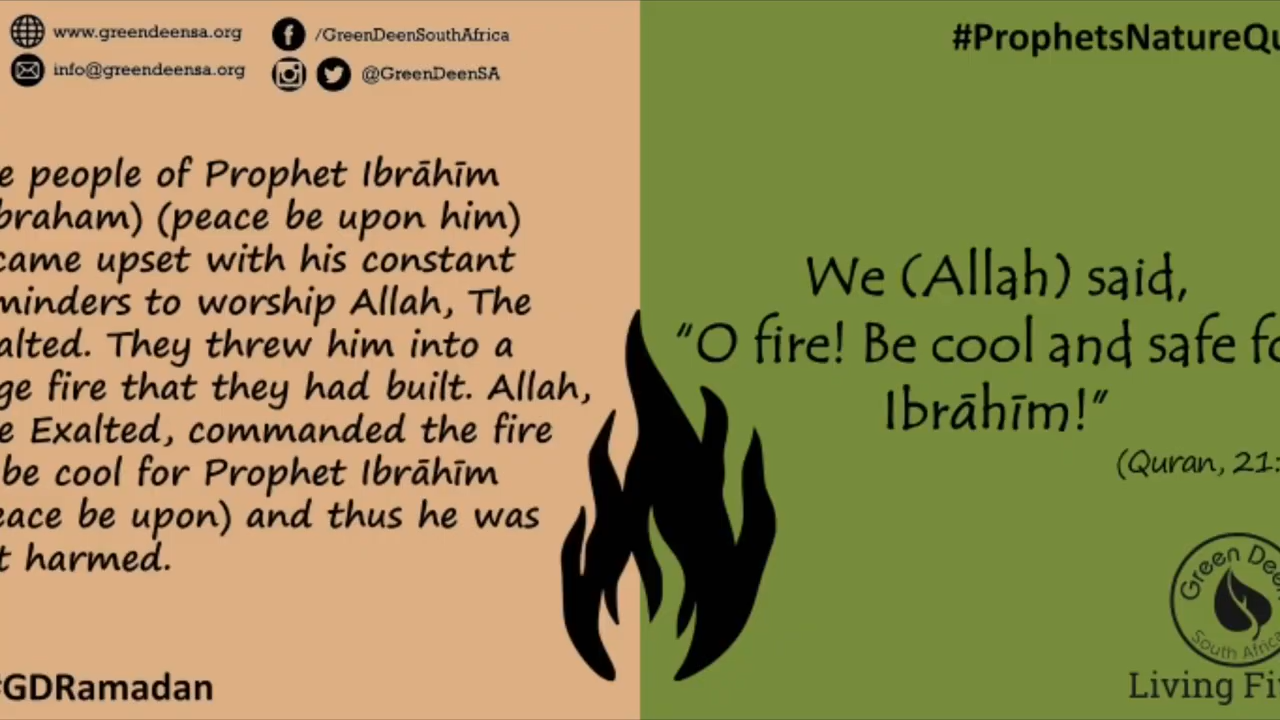 www.greendeensa.org
/GreenDeenSouthAfrica
info@greendeensa.org
@GreenDeenSA
e people of Prophet Ibrāhīm
braham) (peace be upon him)
came upset with his constant
minders to worship Allah, The
alted. They threw him into a
ge fire that they had built. Allah,
e Exalted, commanded the fire
be cool for Prophet Ibrāhīm
eace be upon) and thus he was
t harmed.
#GDRamadan
#ProphetsNatureQu
We (Allah) said,
"O fire! Be cool and safe fo
Ibrāhīm!"
(Quran, 21:
Green Deen
South Africa
Living Fi